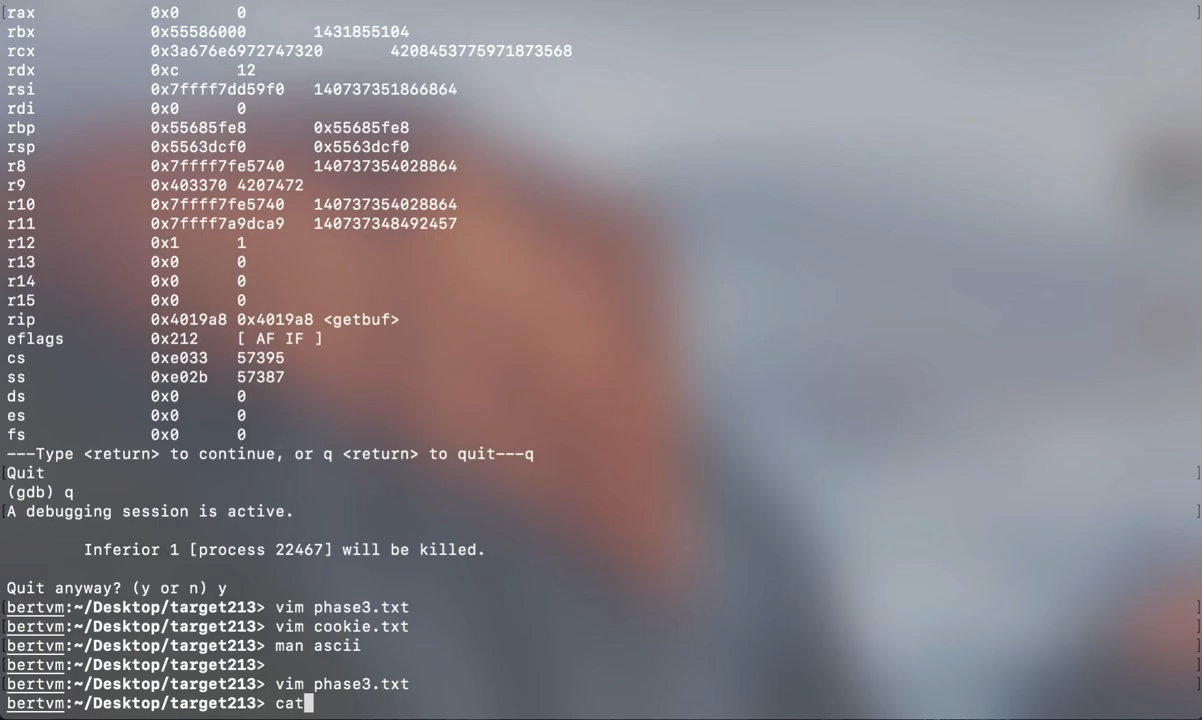 rax 0x0 0
rbx 0x55586000 1431855104
rcx 0x3a676e6972747320 4208453775971873568
rdx 0xc 12
rsi 0x7ffff7dd59f0 140737351866864
rdi 0x0 0
rbp 0x55685fe8 0x55685fe8
rsp 0x5563dcf0 0x5563dcf0
r8 0x7ffff7fe5740 140737354028864
r9 0x403370 4207472
r10 0x7ffff7fe5740 140737354028864
r11 0x7ffff7a9dca9 140737348492457
r12 0x1 1
r13 0x0 0
r14 0x0 0
r15 0x0 0
rip 0x4019a8 0x4019a8 <getbuf>
eflags 0x212 [ AF IF ]
cs 0xe033 57395
ss 0xe02b 57387
ds 0x0 0
es 0x0 0
fs 0x0 0
---Type <return> to continue, or q <return> to quit---q
Quit
(gdb) q
A debugging session is active.
Inferior 1 [process 22467] will be killed.
Quit anyway? (y or n) y
bertvm:~/Desktop/target213> vim phase3.txt
bertvm:~/Desktop/target213> vim cookie.txt
bertvm:~/Desktop/target213> man ascii
bertvm:~/Desktop/target213>
bertvm:~/Desktop/target213> vim phase3.txt
bertvm:~/Desktop/target213> cat